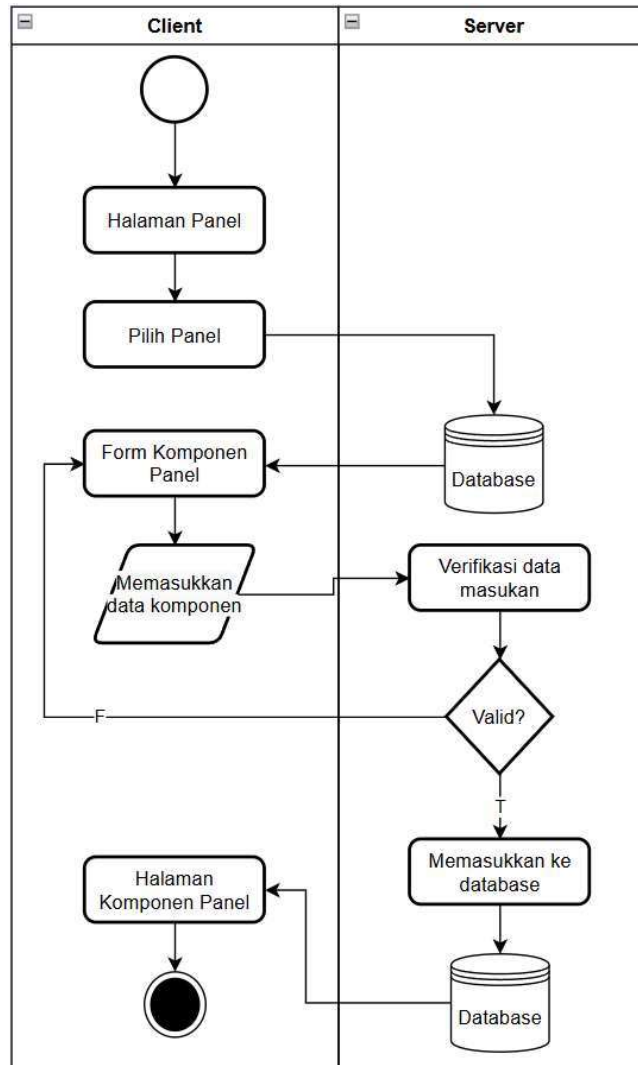 Client
Server
Halaman Panel
Pilih Panel
Form Komponen
Panel
Database
Memasukkan
data komponen
Verifikasi data
masukan
Valid?
F
T
Memasukkan ke
database
Halaman
Komponen Panel
Database